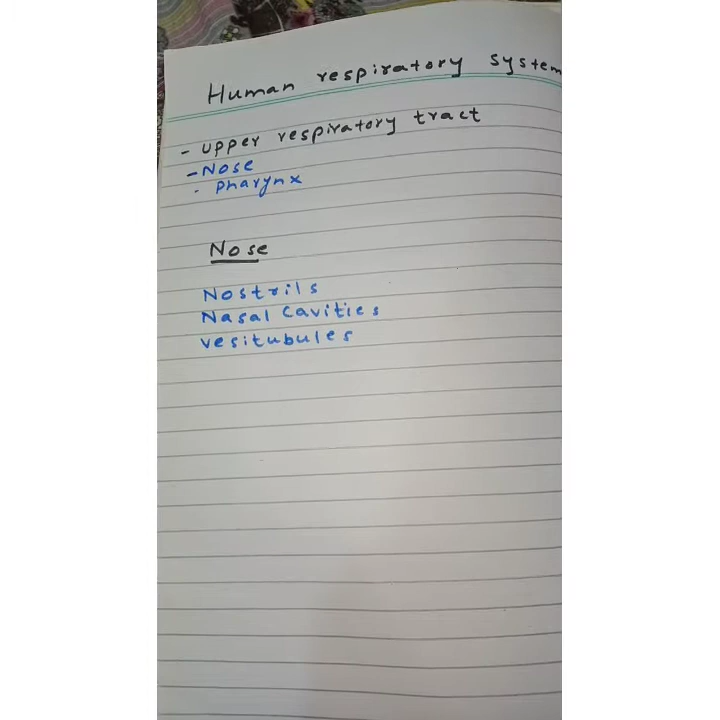 Human respiratory system
- Upper respiratory tract
- Nose
- Pharynx
Nose
Nostrils
Nasal Cavities
vesitubules